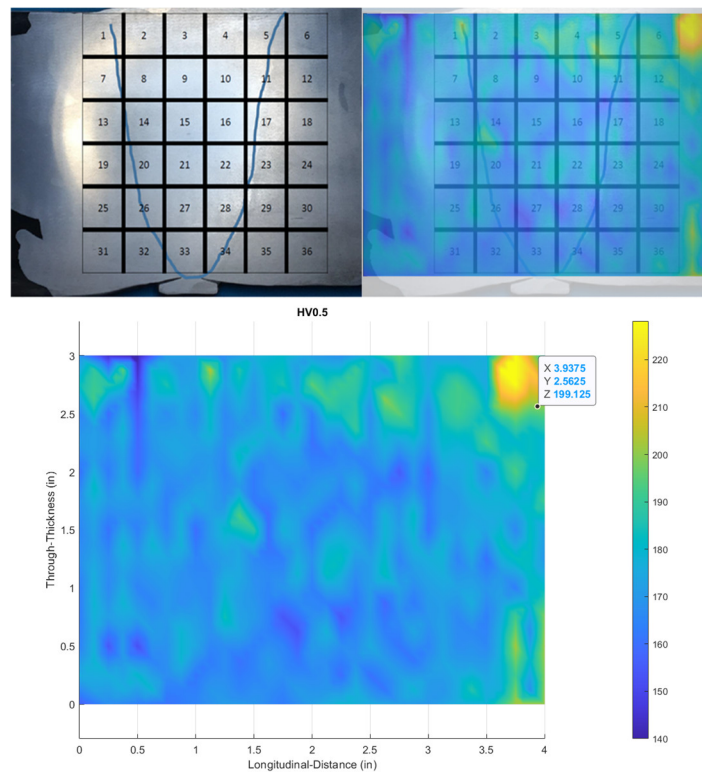 1 2 3 4 5 6
7 8 9 10 11 12
13 14 15 16 17 18
19 20 21 22 23 24
25 26 27 28 29 30
31 32 33 34 35 36
1 2 3 4 5 6
7 8 9 10 11 12
13 14 15 16 17 18
19 20 21 22 23 24
25 26 27 28 29 30
31 32 33 34 35 36
HV0.5
X 3.9375
Y 2.5625
Z 199.125
Through-Thickness (in)
3
2.5
2
1.5
1
0.5
0
0 0.5 1 1.5 2 2.5 3 3.5 4
Longitudinal-Distance (in)
220
210
200
190
180
170
160
150
140